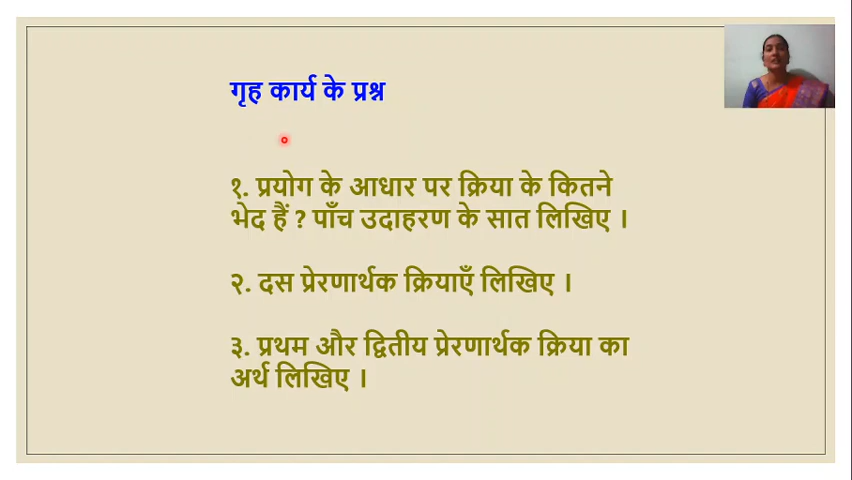 गृह कार्य के प्रश्न
१. प्रयोग के आधार पर क्रिया के कितने
भेद हैं ? पाँच उदाहरण के सात लिखिए ।
२. दस प्रेरणार्थक क्रियाएँ लिखिए ।
३. प्रथम और द्वितीय प्रेरणार्थक क्रिया का
अर्थ लिखिए ।